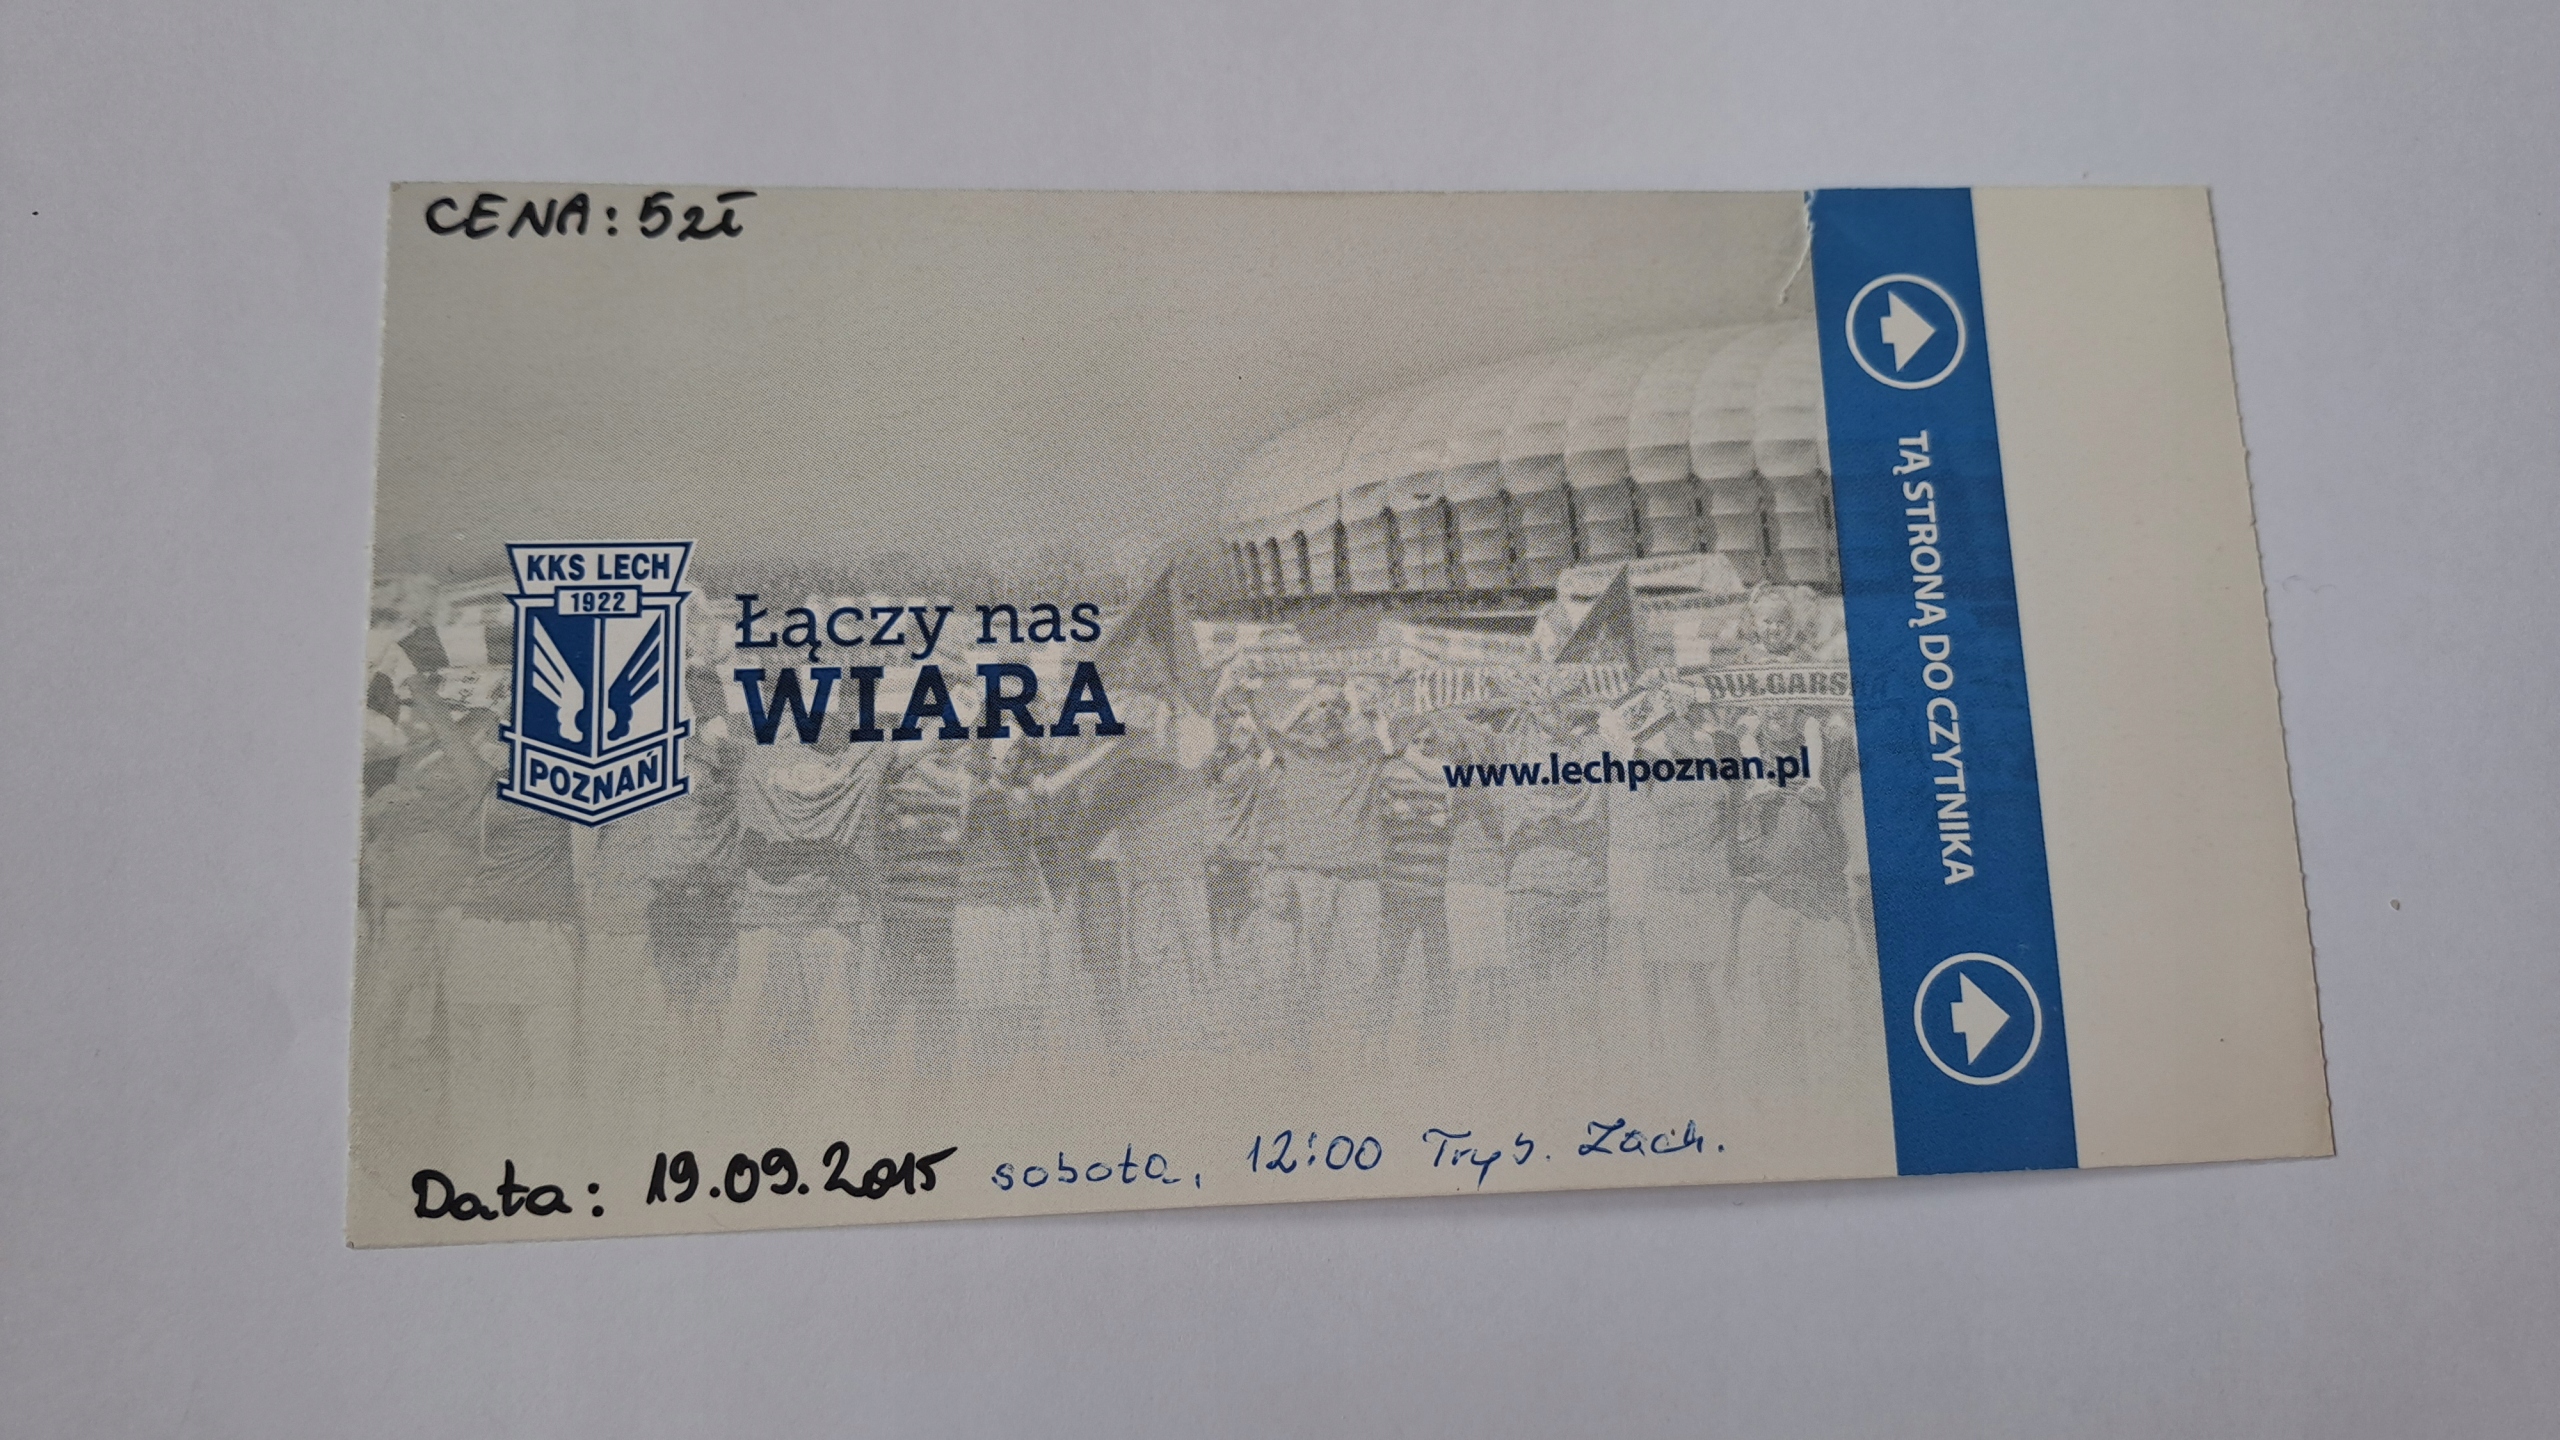 CENA: 5zł
KKS LECH
1922
POZNAŃ
Łączy nas
WIARA
BUŁGARSKA
www.lechpoznan.pl
TĄ STRONĄ DO CZYTNIKA
Data: 19.09.2015 sobota, 12:00 Tryb. Zach.